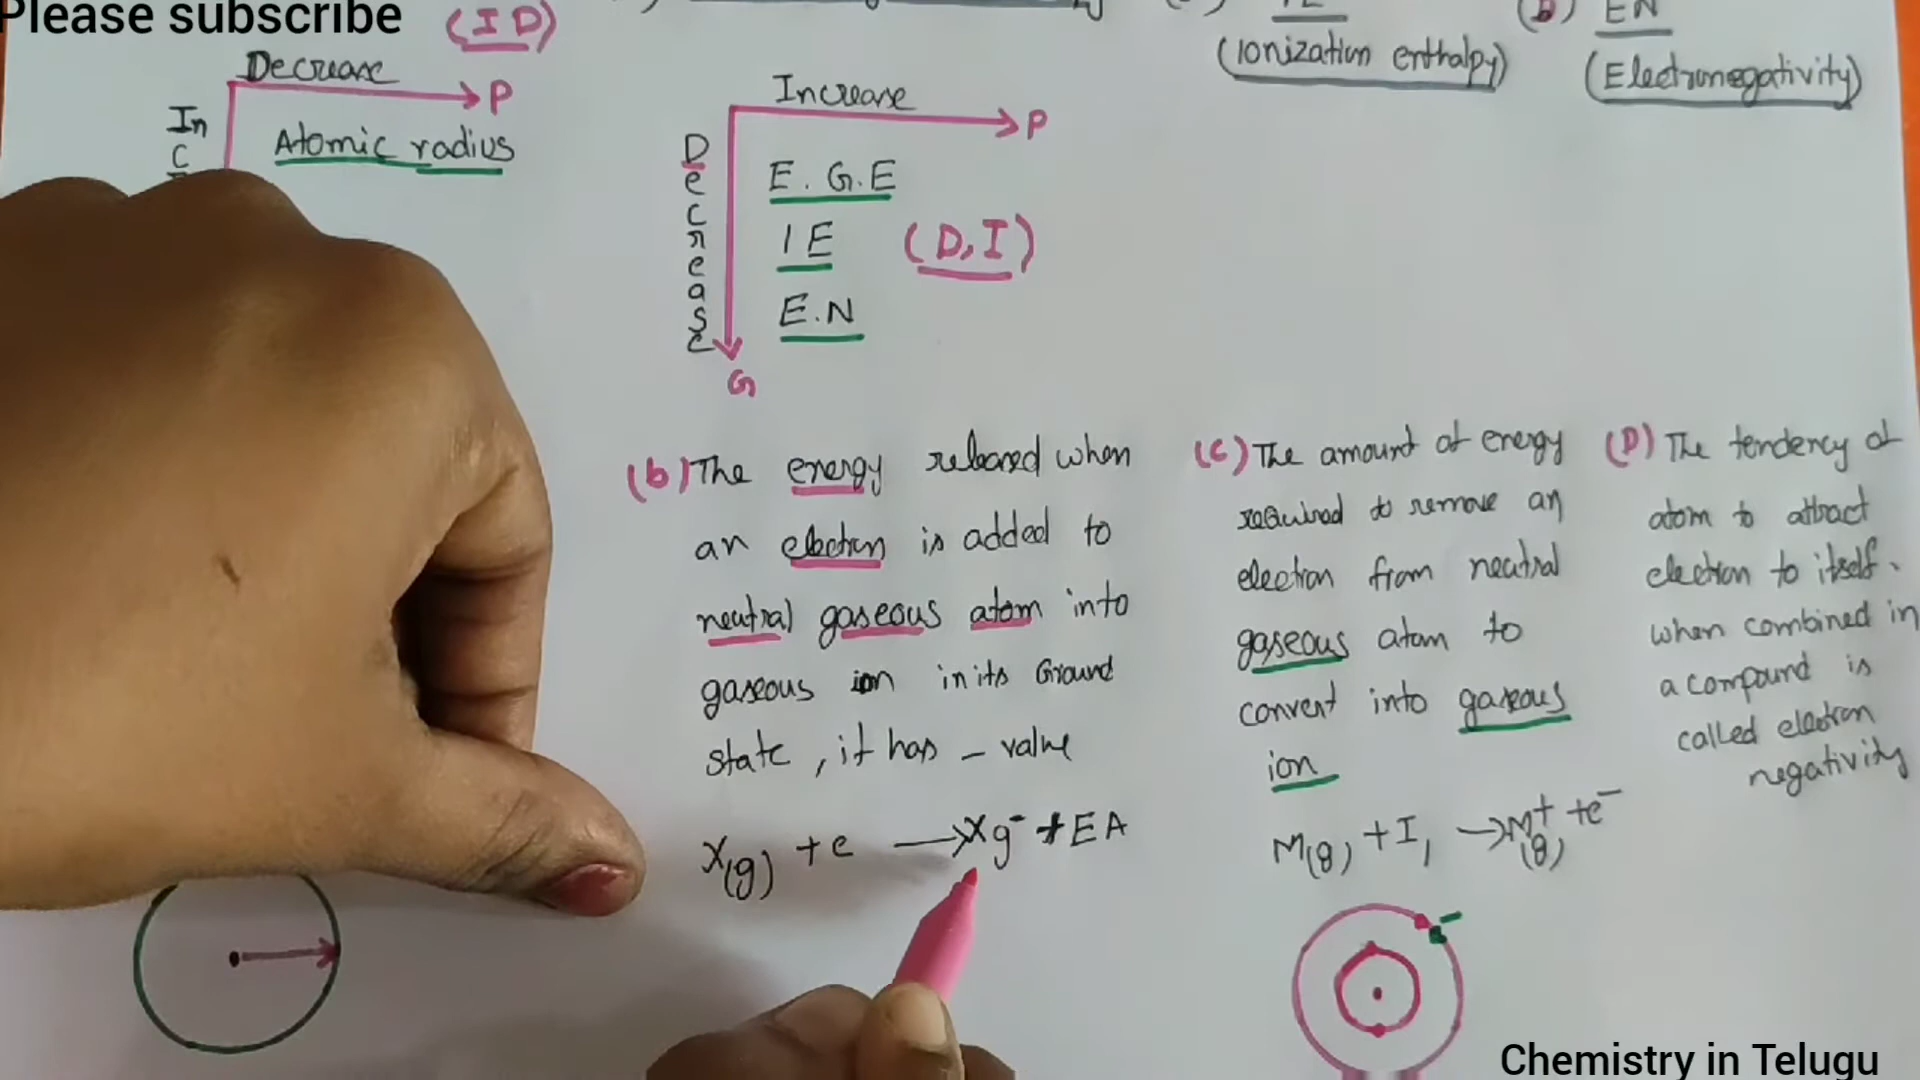 Please subscribe
(I D)
IE
(b) EN
(Ionization enthalpy)
(Electronegativity)
Decrease
P
In
C
Atomic radius
Increase
P
Decrease
G
E.G.E
IE
(D,I)
E.N
(b) The energy released when
an electron is added to
neutral gaseous atom into
gaseous ion in its Ground
state, it has - value
X(g) + e → Xg⁻ + EA
(C) The amount of energy
required to remove an
electron from neutral
gaseous atom to
convert into gaseous
ion
M(g) + I, → M⁺(g) + e⁻
(D) The tendency of
atom to attract
electron to itself.
when combined in
a compound is
called electron
negativity
Chemistry in Telugu